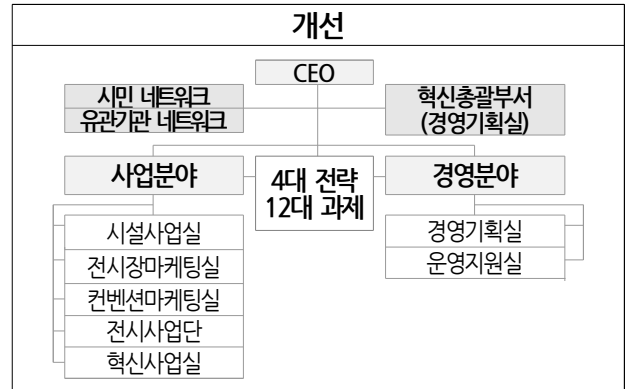 개선
CEO
시민 네트워크
유관기관 네트워크
혁신총괄부서
(경영기획실)
사업분야
4대 전략
12대 과제
경영분야
시설사업실
전시장마케팅실
컨벤션마케팅실
전시사업단
혁신사업실
경영기획실
운영지원실